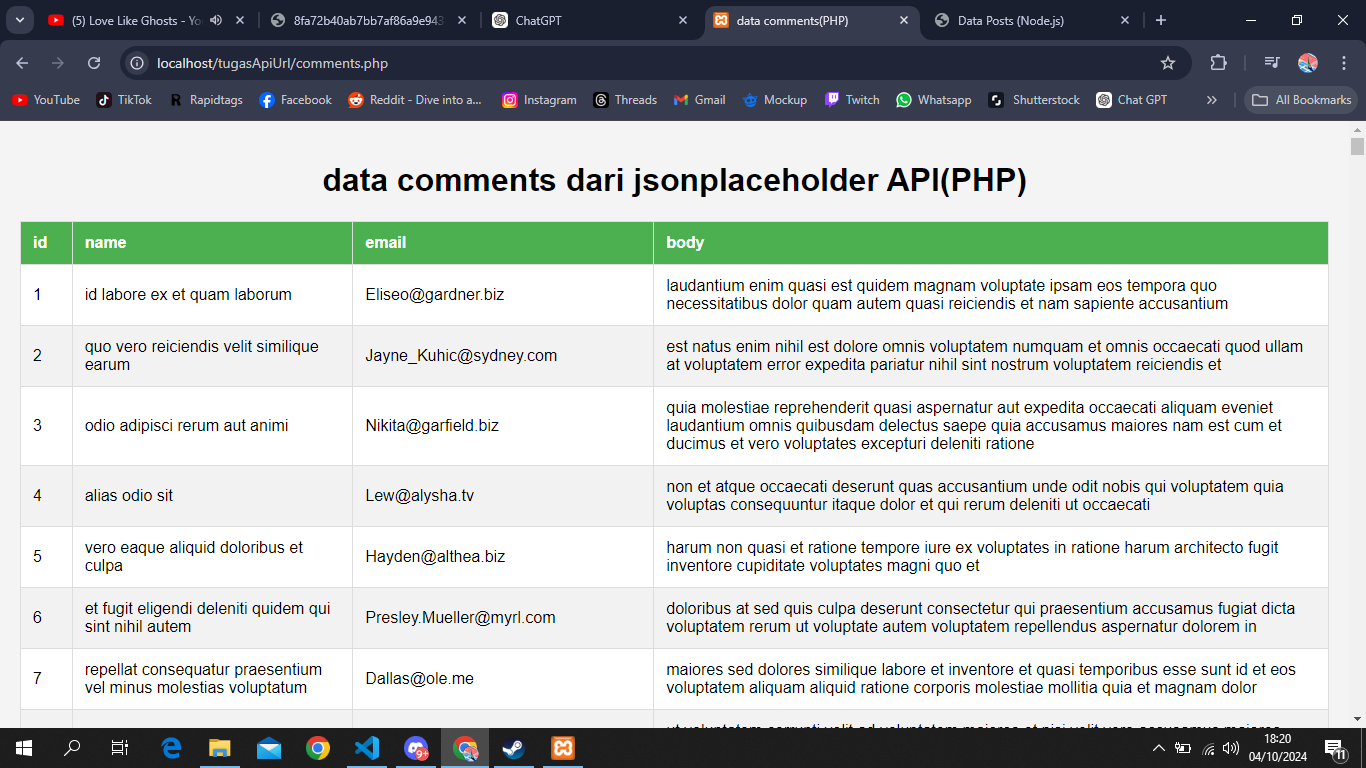 (5) Love Like Ghosts - Yo
8fa72b40ab7bb7af86a9e943
ChatGPT
data comments(PHP)
Data Posts (Node.js)
localhost/tugasApiUrl/comments.php
YouTube
TikTok
Rapidtags
Facebook
Reddit - Dive into a...
Instagram
Threads
Gmail
Mockup
Twitch
Whatsapp
Shutterstock
Chat GPT
All Bookmarks
data comments dari jsonplaceholder API(PHP)
id name email body
1 id labore ex et quam laborum Eliseo@gardner.biz laudantium enim quasi est quidem magnam voluptate ipsam eos tempora quo
necessitatibus dolor quam autem quasi reiciendis et nam sapiente accusantium
2 quo vero reiciendis velit similique
earum
Jayne_Kuhic@sydney.com
est natus enim nihil est dolore omnis voluptatem numquam et omnis occaecati quod ullam
at voluptatem error expedita pariatur nihil sint nostrum voluptatem reiciendis et
3 odio adipisci rerum aut animi Nikita@garfield.biz quia molestiae reprehenderit quasi aspernatur aut expedita occaecati aliquam eveniet
laudantium omnis quibusdam delectus saepe quia accusamus maiores nam est cum et
ducimus et vero voluptates excepturi deleniti ratione
4 alias odio sit Lew@alysha.tv non et atque occaecati deserunt quas accusantium unde odit nobis qui voluptatem quia
voluptas consequuntur itaque dolor et qui rerum deleniti ut occaecati
5 vero eaque aliquid doloribus et
culpa
Hayden@althea.biz
harum non quasi et ratione tempore iure ex voluptates in ratione harum architecto fugit
inventore cupiditate voluptates magni quo et
6 et fugit eligendi deleniti quidem qui
sint nihil autem
Presley.Mueller@myrl.com
doloribus at sed quis culpa deserunt consectetur qui praesentium accusamus fugiat dicta
voluptatem rerum ut voluptate autem voluptatem repellendus aspernatur dolorem in
7 repellat consequatur praesentium
vel minus molestias voluptatum
Dallas@ole.me
maiores sed dolores similique labore et inventore et quasi temporibus esse sunt id et eos
voluptatem aliquam aliquid ratione corporis molestiae mollitia quia et magnam dolor
9+
18:20
04/10/2024
11